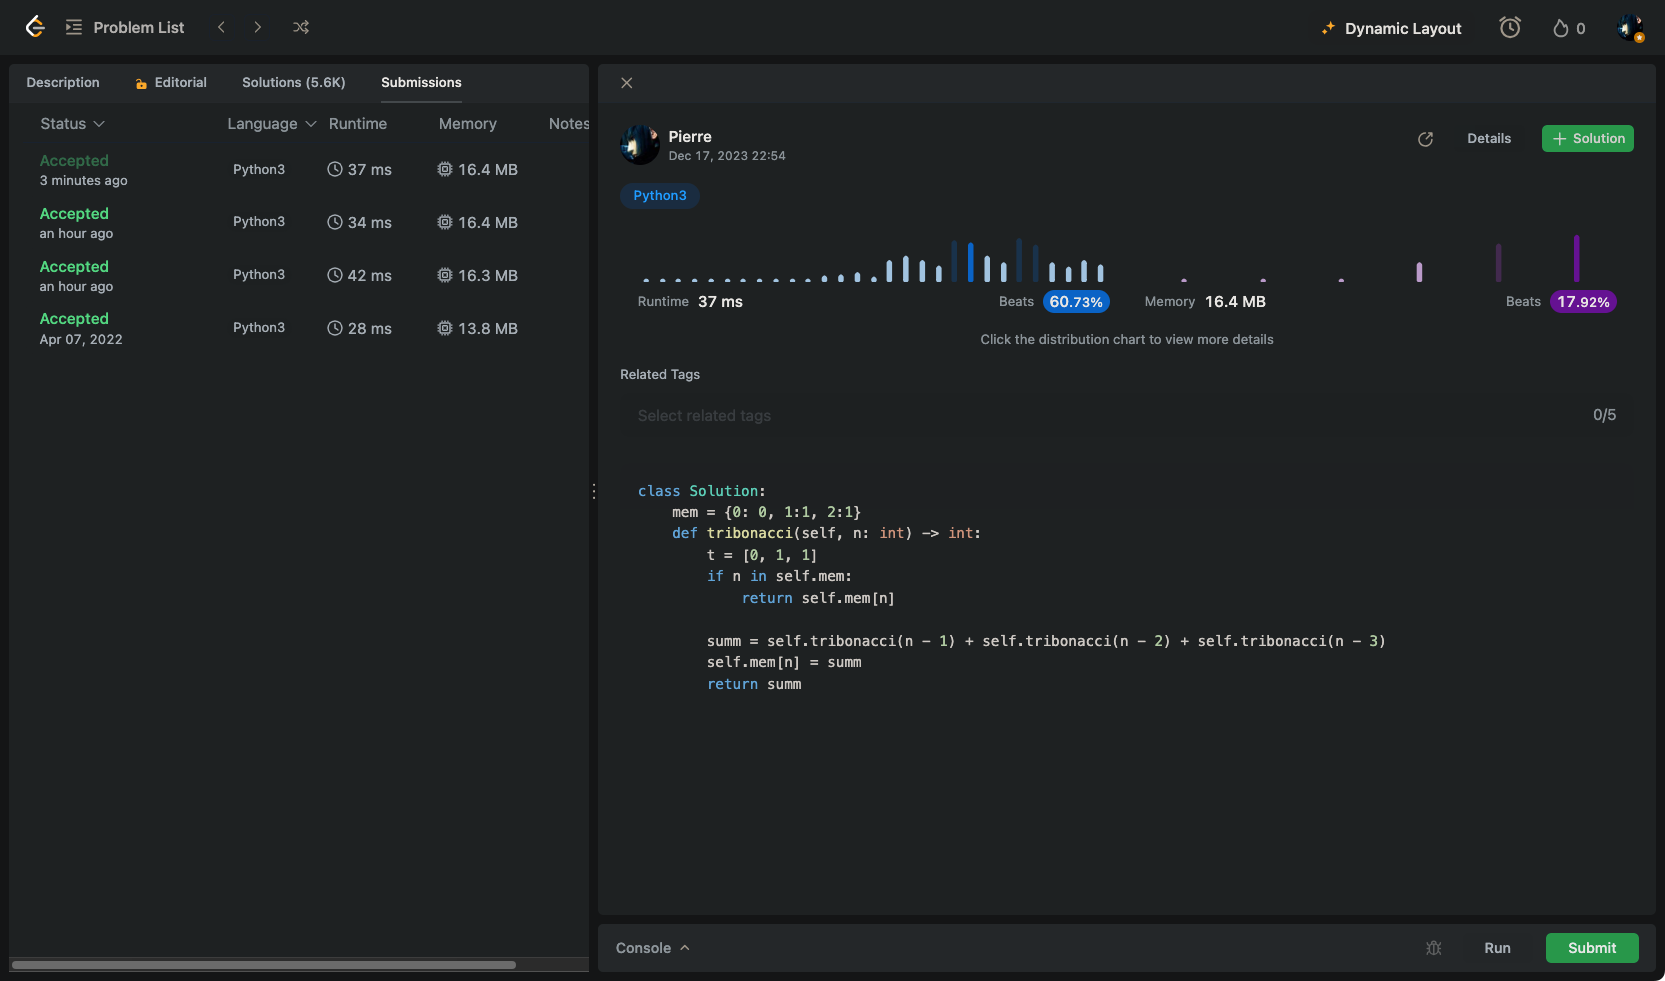 Problem List
Dynamic Layout
0
Description
Editorial
Solutions (5.6K)
Submissions
Status
Language
Runtime
Memory
Notes
Accepted
3 minutes ago
Python3
37 ms
16.4 MB
Accepted
an hour ago
Python3
34 ms
16.4 MB
Accepted
an hour ago
Python3
42 ms
16.3 MB
Accepted
Apr 07, 2022
Python3
28 ms
13.8 MB
Pierre
Dec 17, 2023 22:54
Details
Solution
Python3
Runtime 37 ms
Beats 60.73%
Memory 16.4 MB
Beats 17.92%
Click the distribution chart to view more details
Related Tags
Select related tags
0/5
class Solution:
    mem = {0: 0, 1:1, 2:1}
    def tribonacci(self, n: int) -> int:
        t = [0, 1, 1]
        if n in self.mem:
            return self.mem[n]
        summ = self.tribonacci(n - 1) + self.tribonacci(n - 2) + self.tribonacci(n - 3)
        self.mem[n] = summ
        return summ
Console
Run
Submit